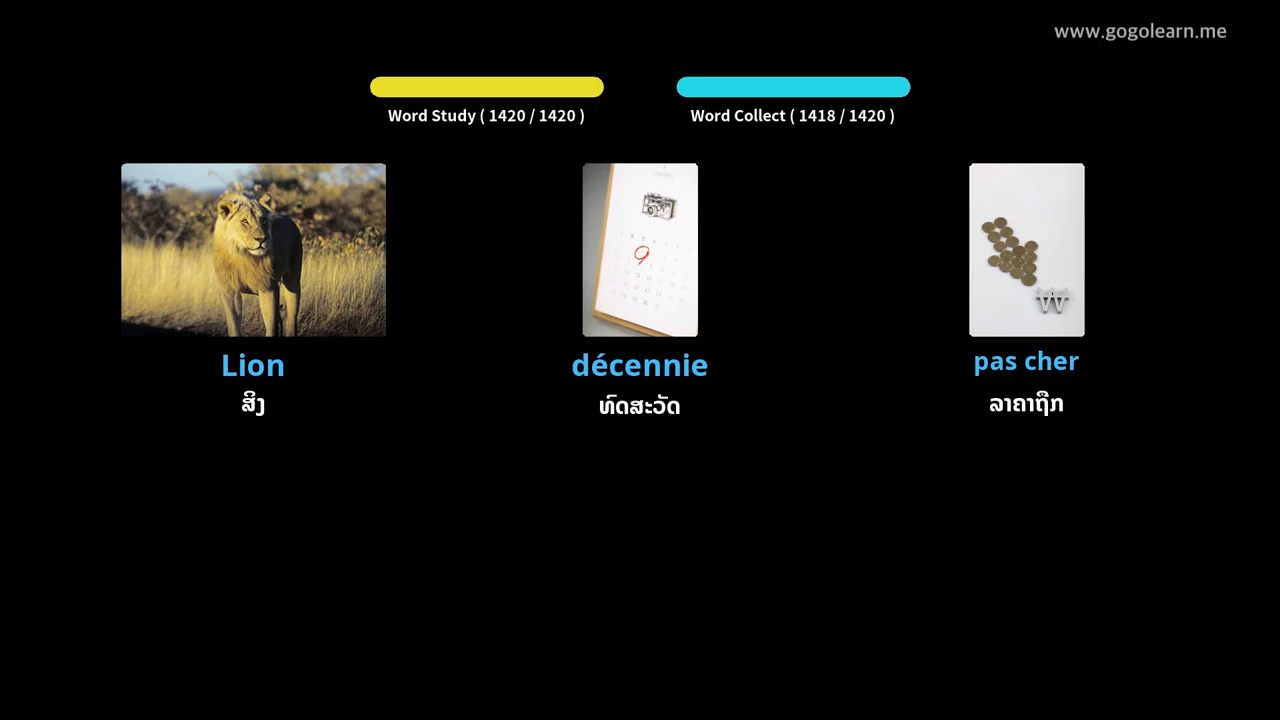 www.gogolearn.me
Word Study ( 1420 / 1420 )
Word Collect ( 1418 / 1420 )
9
₩
Lion
décennie
pas cher
ສິງ
ທົດສະວັດ
ລາຄາຖືກ